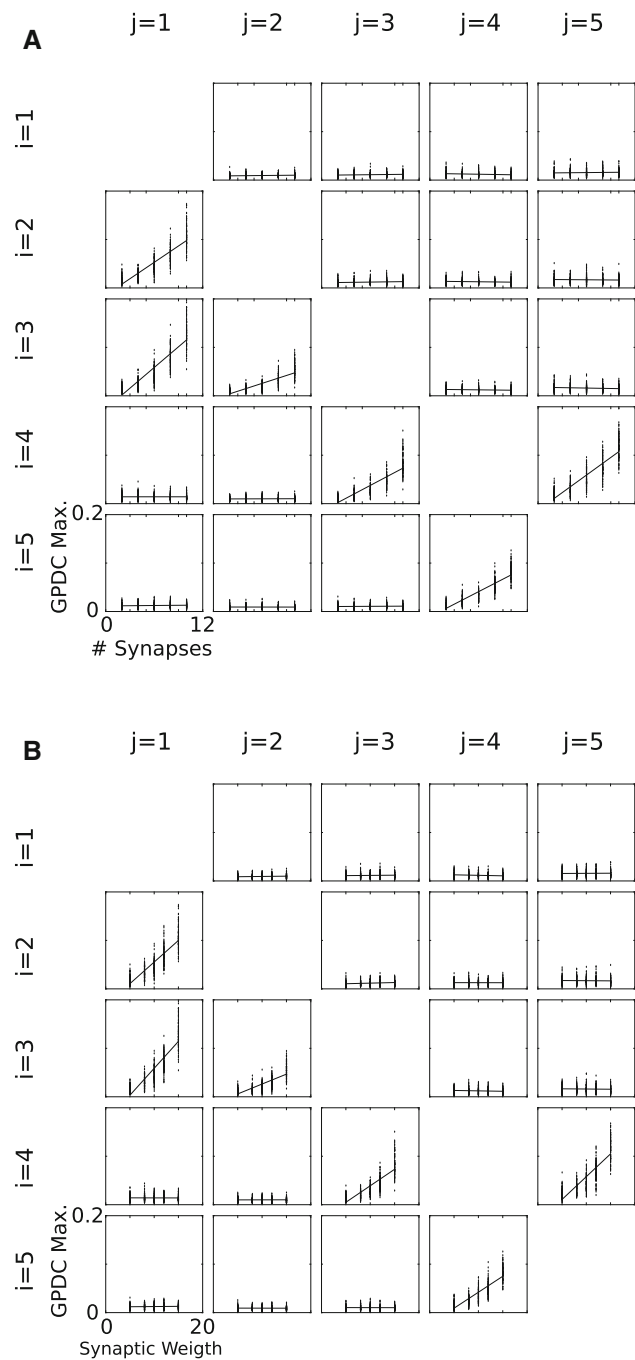 A
j=1 j=2 j=3 j=4 j=5
i=1
i=2
i=3
i=4
i=5
GPDC Max.
0.2
0
0 12
# Synapses
B
j=1 j=2 j=3 j=4 j=5
i=1
i=2
i=3
i=4
i=5
GPDC Max.
0.2
0
0 20
Synaptic Weigth